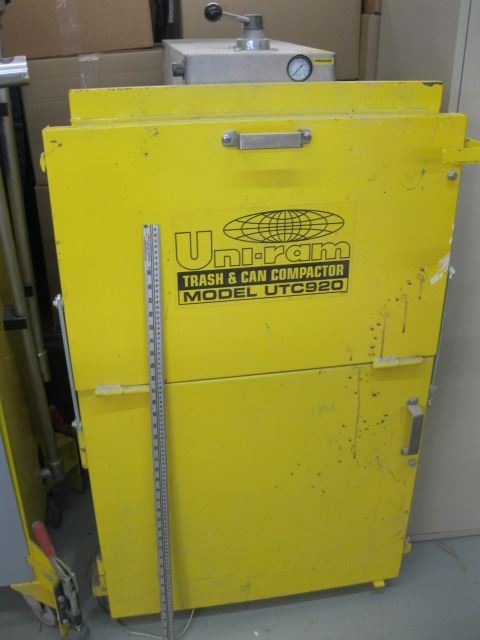 Uni-ram
TRASH & CAN COMPACTOR
MODEL UTC920